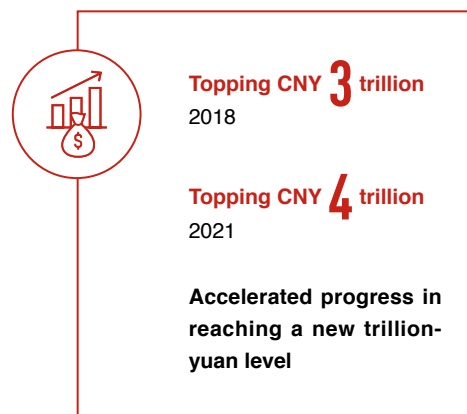 Topping CNY 3 trillion
2018
Topping CNY 4 trillion
2021
Accelerated progress in
reaching a new trillion-
yuan level
$